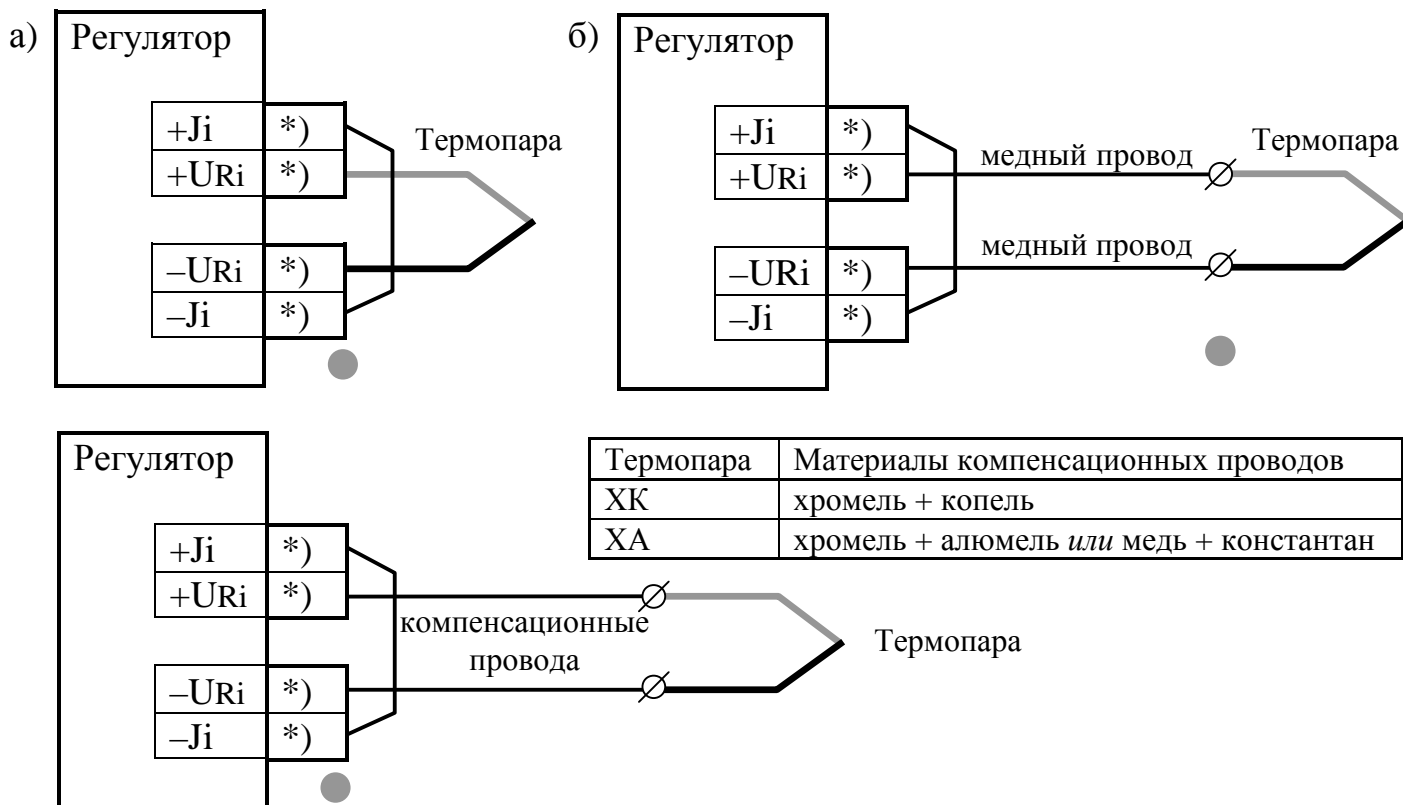 а)
Регулятор
+Ji *)
+URi *)
–URi *)
–Ji *)
Термопара
б)
Регулятор
+Ji *)
+URi *)
–URi *)
–Ji *)
медный провод
медный провод
Термопара
Регулятор
+Ji *)
+URi *)
–URi *)
–Ji *)
компенсационные
провода
Термопара
Термопара Материалы компенсационных проводов
ХК хромель + копель
ХА хромель + алюмель или медь + константан